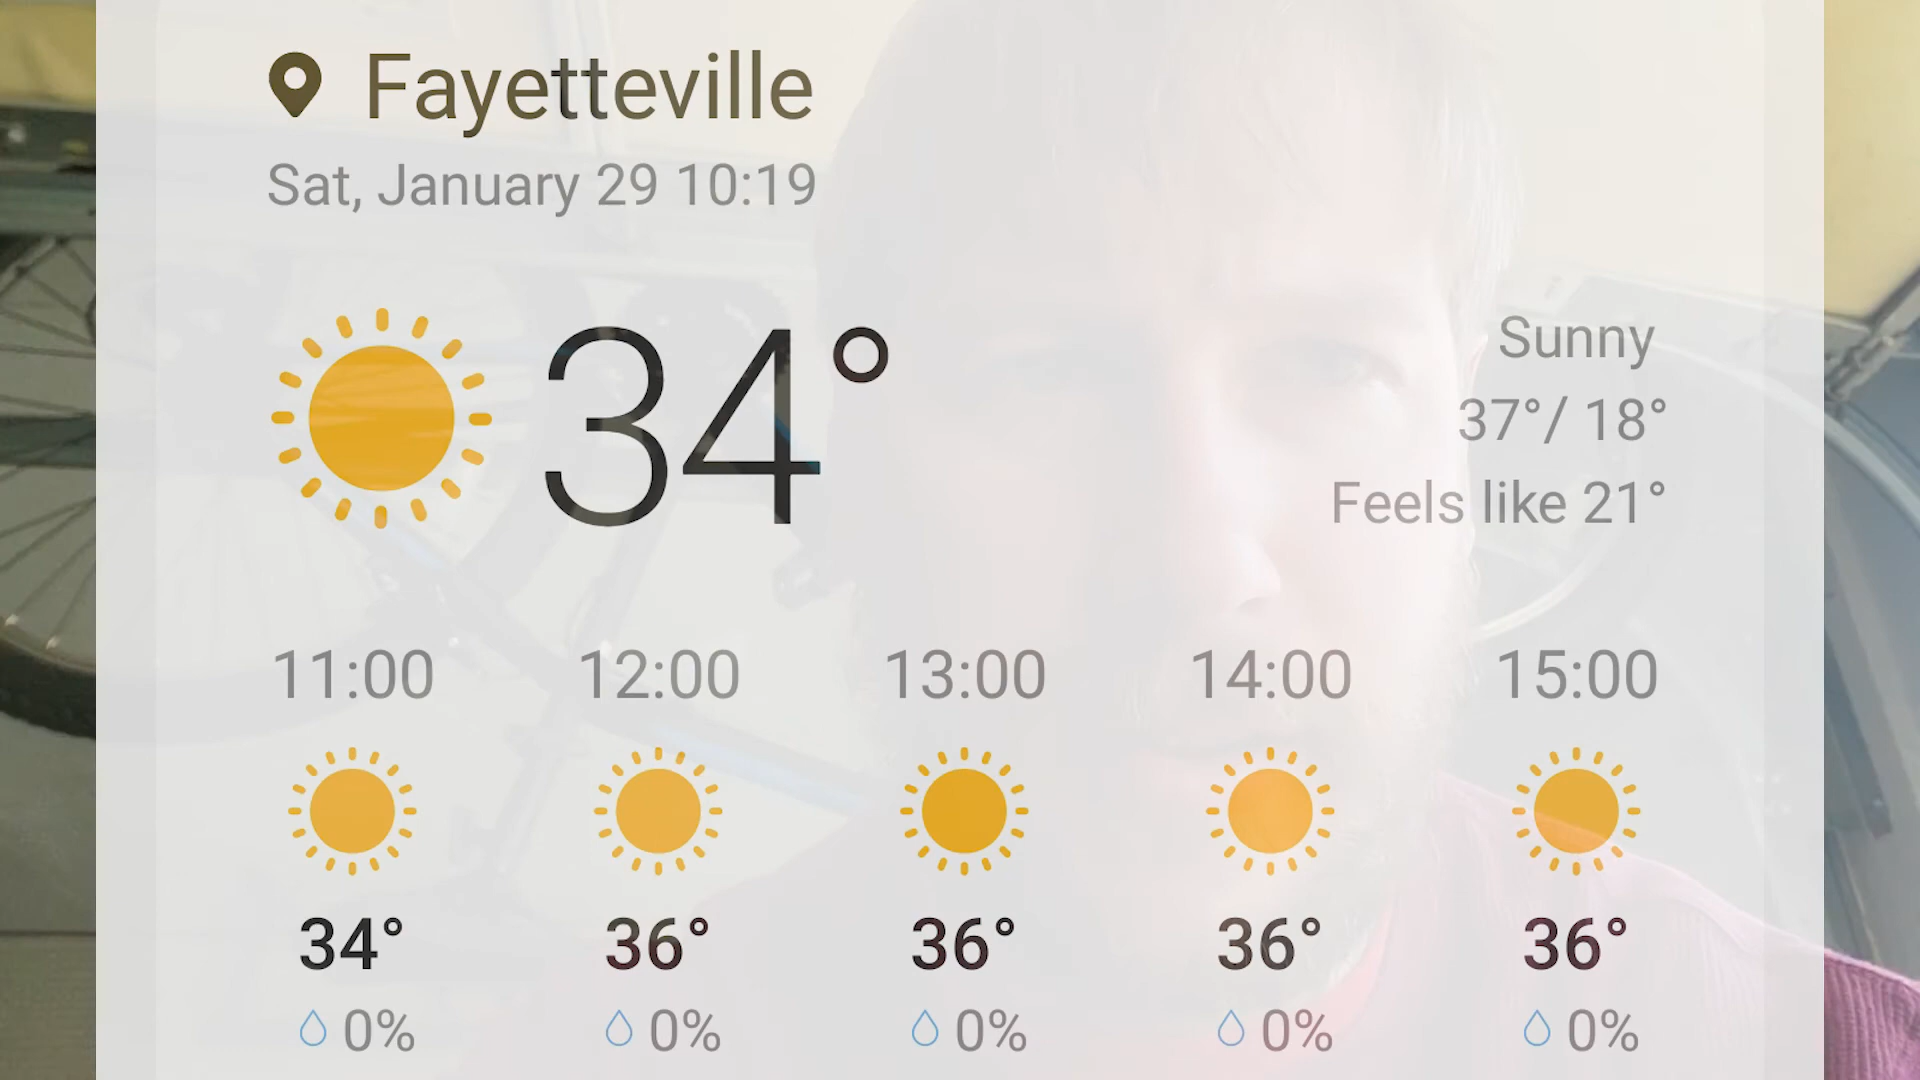 Fayetteville
Sat, January 29 10:19
34°
Sunny
37°/ 18°
Feels like 21°
11:00 12:00 13:00 14:00 15:00
34° 36° 36° 36° 36°
0% 0% 0% 0% 0%